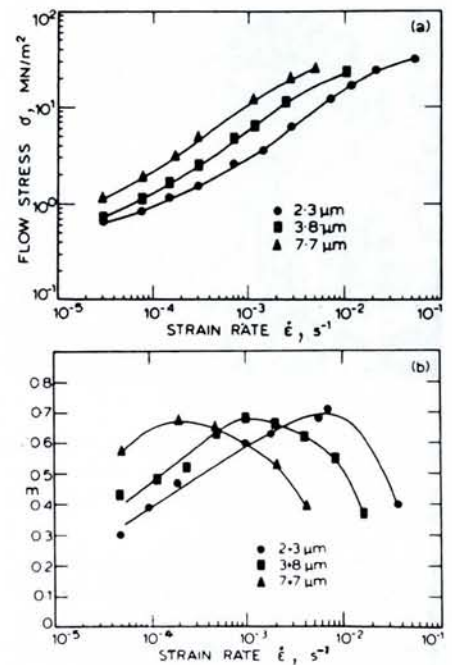 (a)
FLOW STRESS σ, MN/m²
10²
10¹
10⁰
10⁻¹
2·3 μm
3·8 μm
7·7 μm
10⁻⁵ 10⁻⁴ 10⁻³ 10⁻² 10⁻¹
STRAIN RATE ε̇, s⁻¹
(b)
m
0.8
0.7
0.6
0.5
0.4
0.3
0.2
0.1
0
2·3 μm
3·8 μm
7·7 μm
10⁻⁵ 10⁻⁴ 10⁻³ 10⁻² 10⁻¹
STRAIN RATE ε̇, s⁻¹